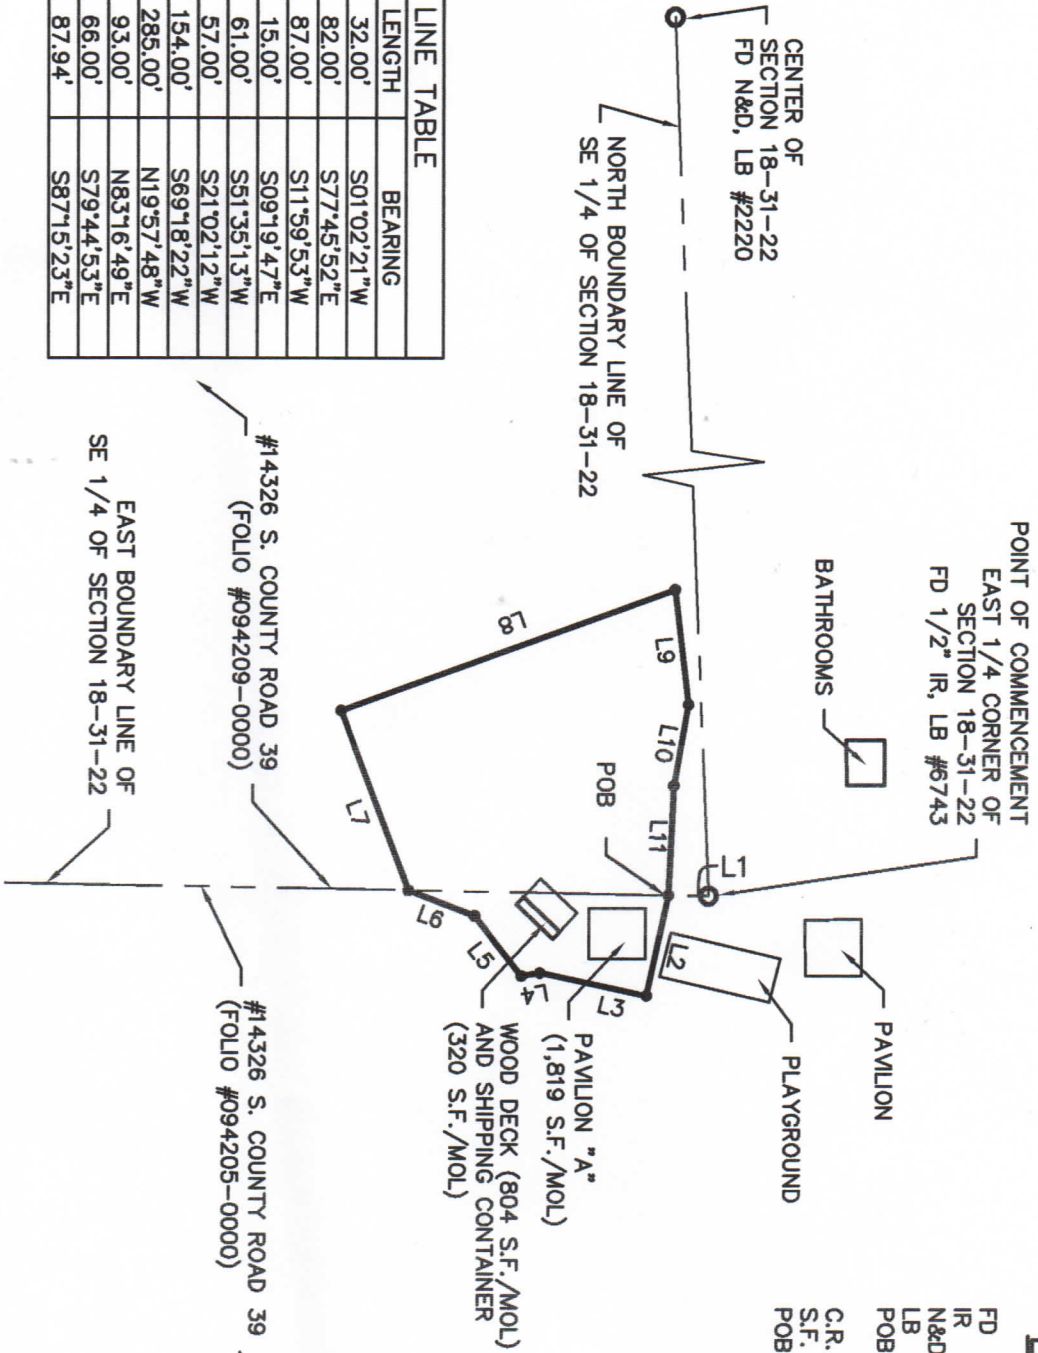 CENTER OF
SECTION 18-31-22
FD N&D, LB #2220
NORTH BOUNDARY LINE OF
SE 1/4 OF SECTION 18-31-22
POINT OF COMMENCEMENT
EAST 1/4 CORNER OF
SECTION 18-31-22
FD 1/2" IR, LB #6743
BATHROOMS
PAVILION
PLAYGROUND
L1
L2
L3
L4
L5
L6
L7
L8
L9
L10
L11
POB
PAVILION "A"
(1,819 S.F./MOL)
WOOD DECK (804 S.F./MOL)
AND SHIPPING CONTAINER
(320 S.F./MOL)
#14326 S. COUNTY ROAD 39
(FOLIO #094209-0000)
#14326 S. COUNTY ROAD 39
(FOLIO #094205-0000)
EAST BOUNDARY LINE OF
SE 1/4 OF SECTION 18-31-22
LINE TABLE
LENGTH BEARING
32.00' S01°02'21"W
82.00' S77°45'52"E
87.00' S11°59'53"W
15.00' S09°19'47"E
61.00' S51°35'13"W
57.00' S21°02'12"W
154.00' S69°18'22"W
285.00' N19°57'48"W
93.00' N83°16'49"E
66.00' S79°44'53"E
87.94' S87°15'23"E
FD
IR
N&D
LB
POB
C.R.
S.F.
POB